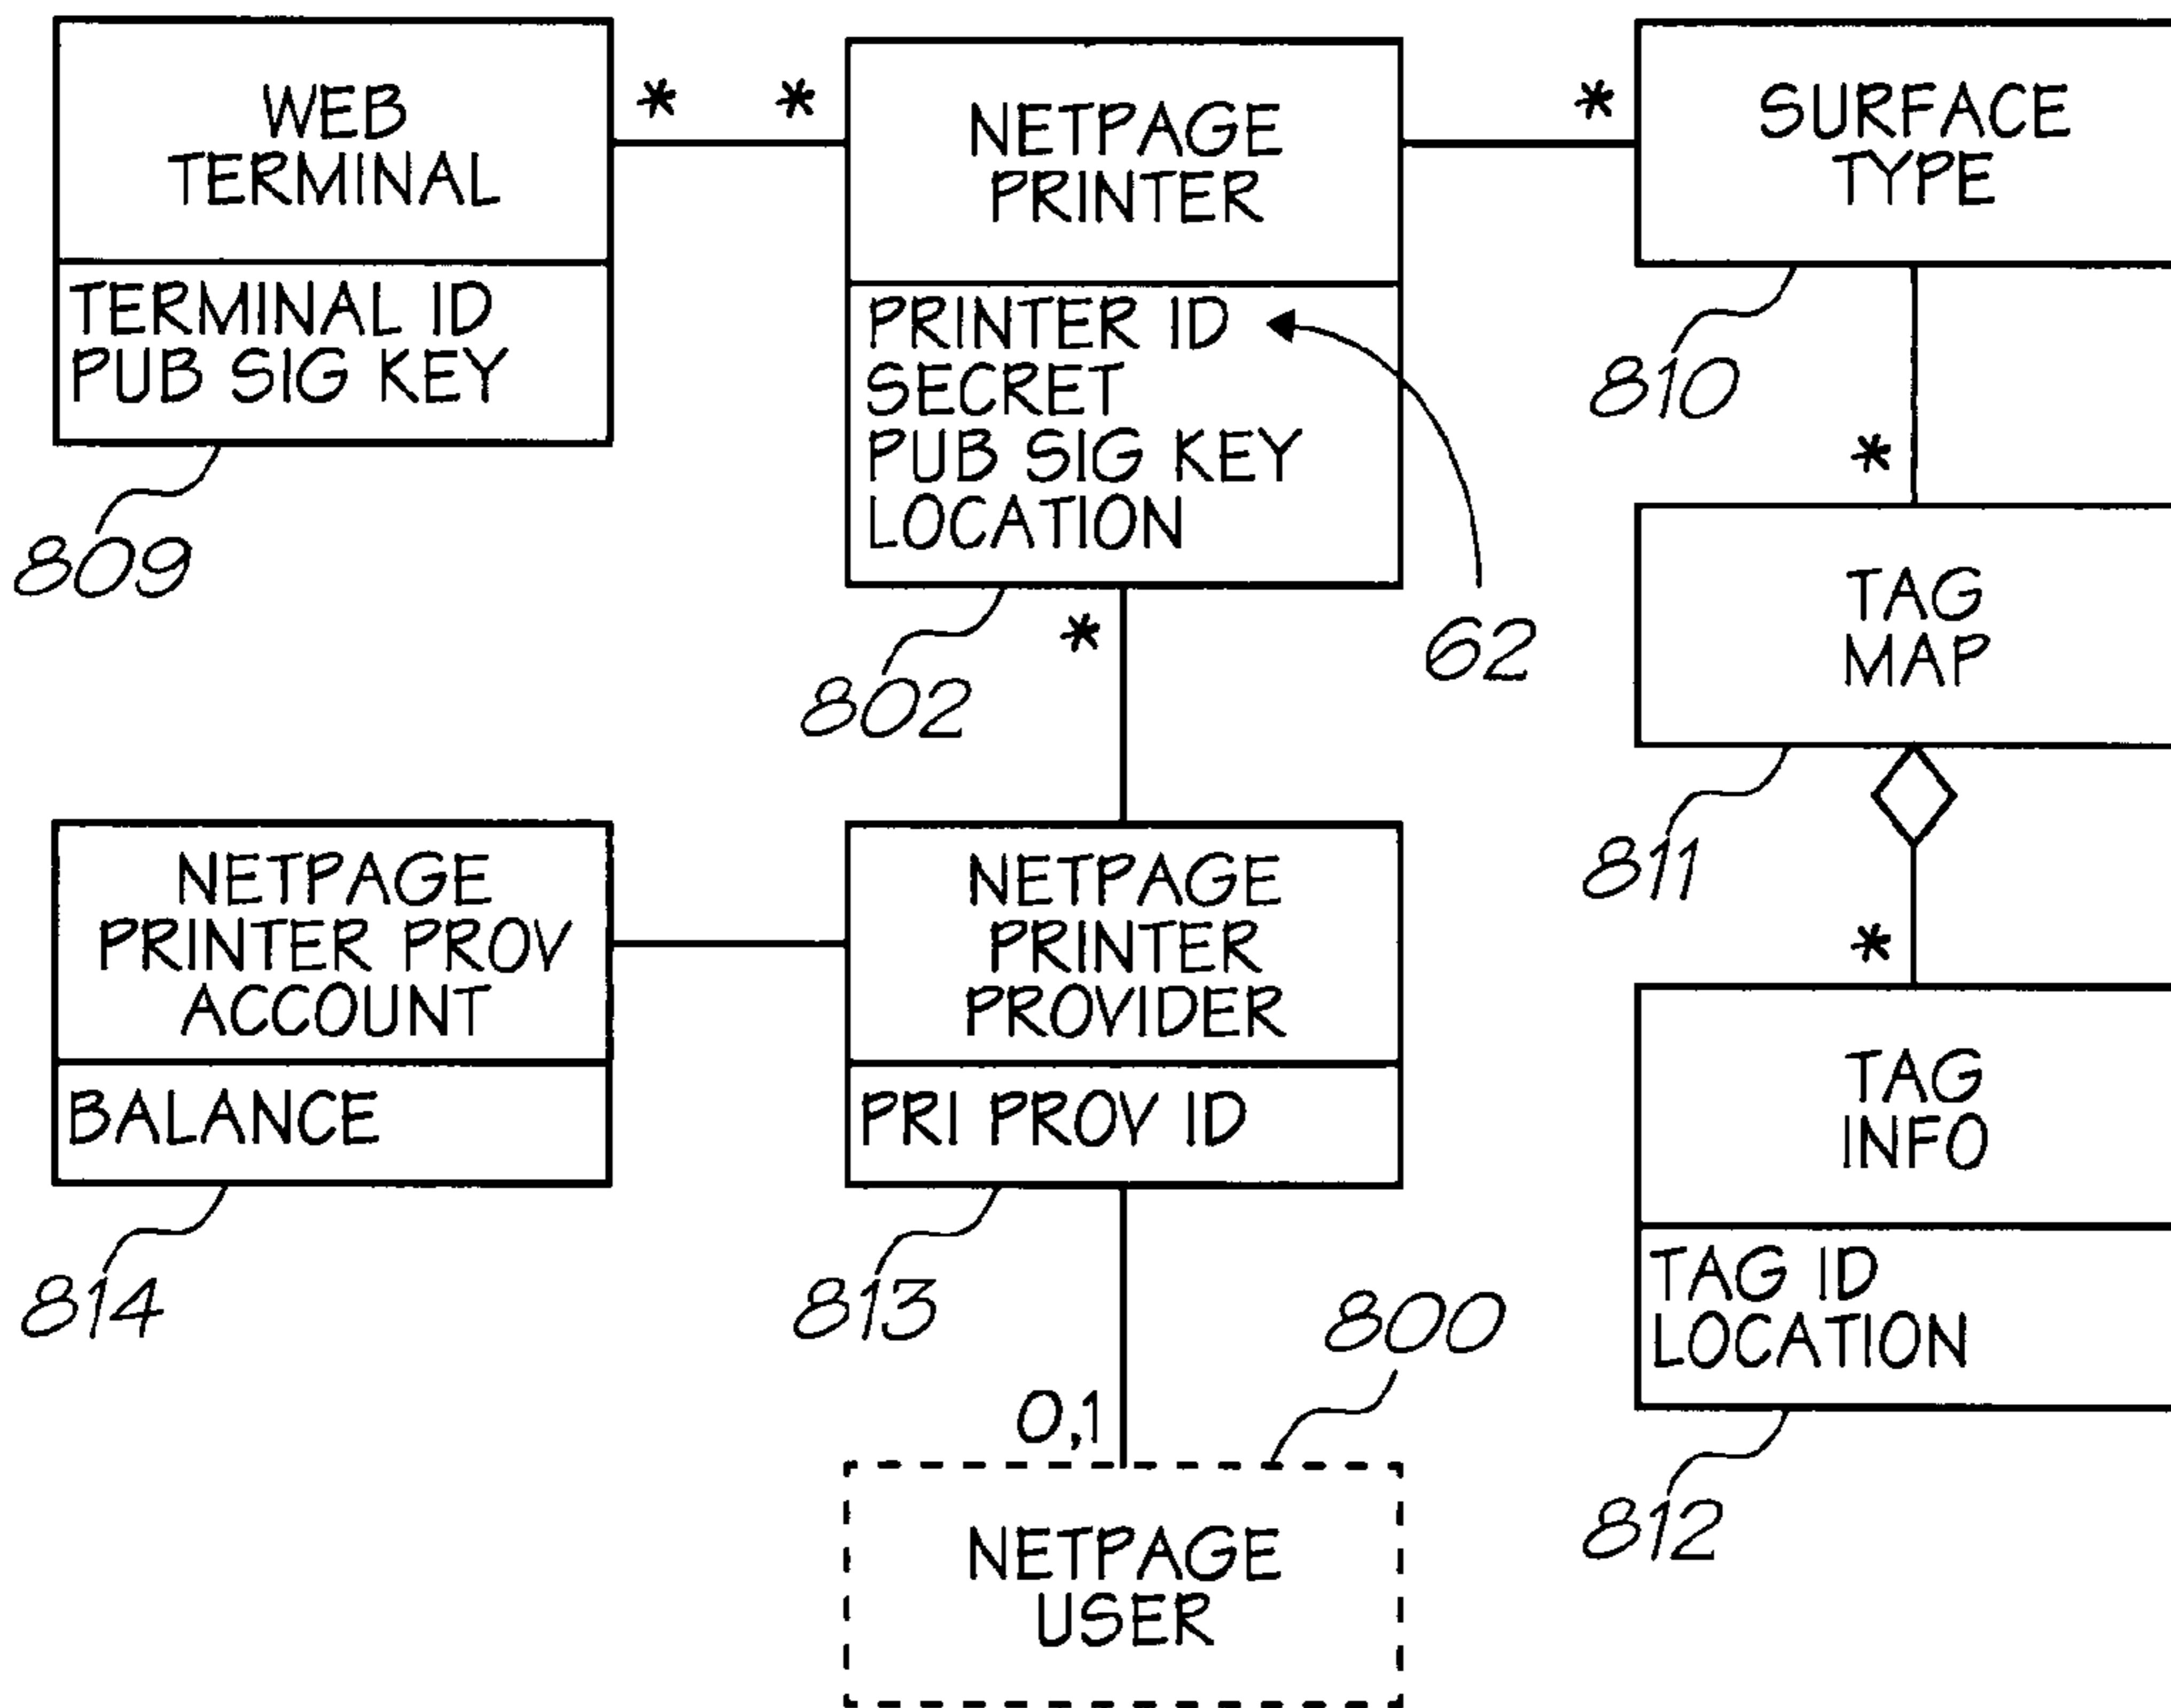 WEB
TERMINAL
TERMINAL ID
PUB SIG KEY
809
* *
NETPAGE
PRINTER
PRINTER ID
SECRET
PUB SIG KEY
LOCATION
802
62
*
*
SURFACE
TYPE
810
*
TAG
MAP
811
*
NETPAGE
PRINTER PROV
ACCOUNT
BALANCE
814
NETPAGE
PRINTER
PROVIDER
PRI PROV ID
813
0,1
800
NETPAGE
USER
TAG
INFO
TAG ID
LOCATION
812